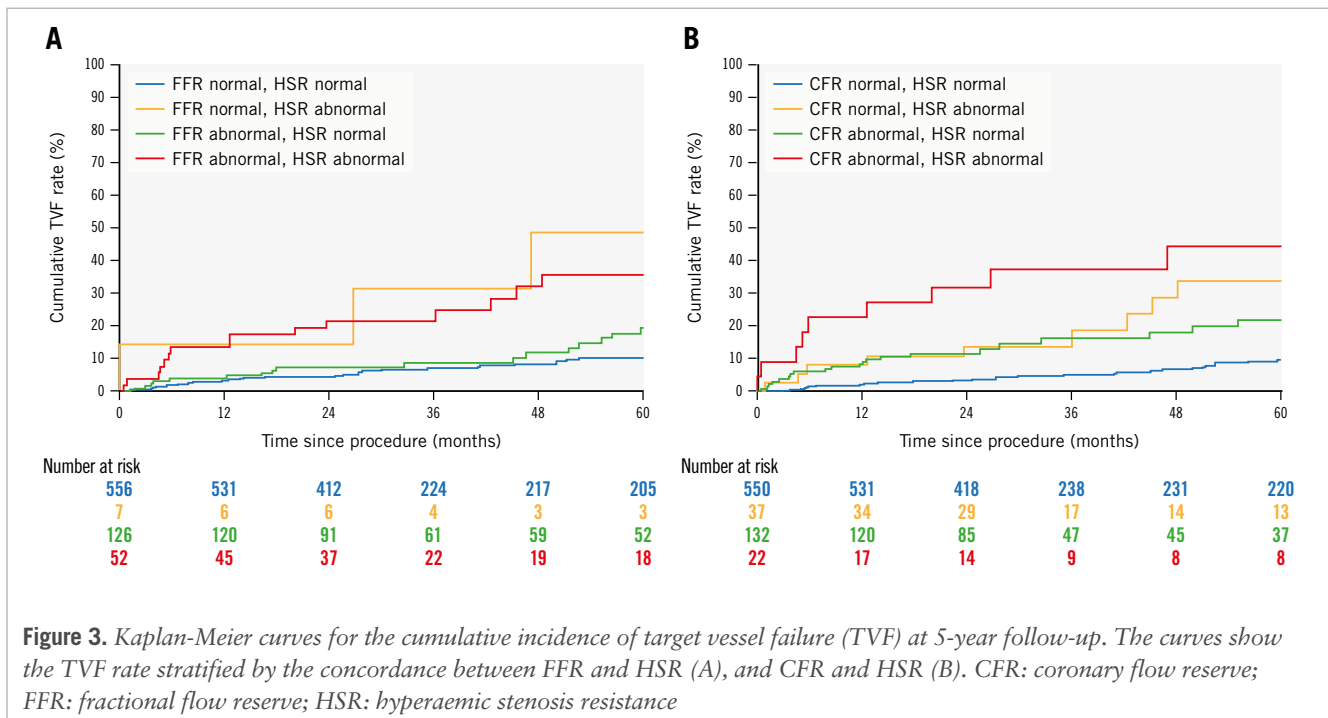 A
Cumulative TVF rate (%)
100
90
80
70
60
50
40
30
20
10
0
FFR normal, HSR normal
FFR normal, HSR abnormal
FFR abnormal, HSR normal
FFR abnormal, HSR abnormal
0 12 24 36 48 60
Time since procedure (months)
Number at risk
556 531 412 224 217 205
7 6 6 4 3 3
126 120 91 61 59 52
52 45 37 22 19 18
B
Cumulative TVF rate (%)
100
90
80
70
60
50
40
30
20
10
0
CFR normal, HSR normal
CFR normal, HSR abnormal
CFR abnormal, HSR normal
CFR abnormal, HSR abnormal
0 12 24 36 48 60
Time since procedure (months)
Number at risk
550 531 418 238 231 220
37 34 29 17 14 13
132 120 85 47 45 37
22 17 14 9 8 8
Figure 3. Kaplan-Meier curves for the cumulative incidence of target vessel failure (TVF) at 5-year follow-up. The curves show
the TVF rate stratified by the concordance between FFR and HSR (A), and CFR and HSR (B). CFR: coronary flow reserve;
FFR: fractional flow reserve; HSR: hyperaemic stenosis resistance